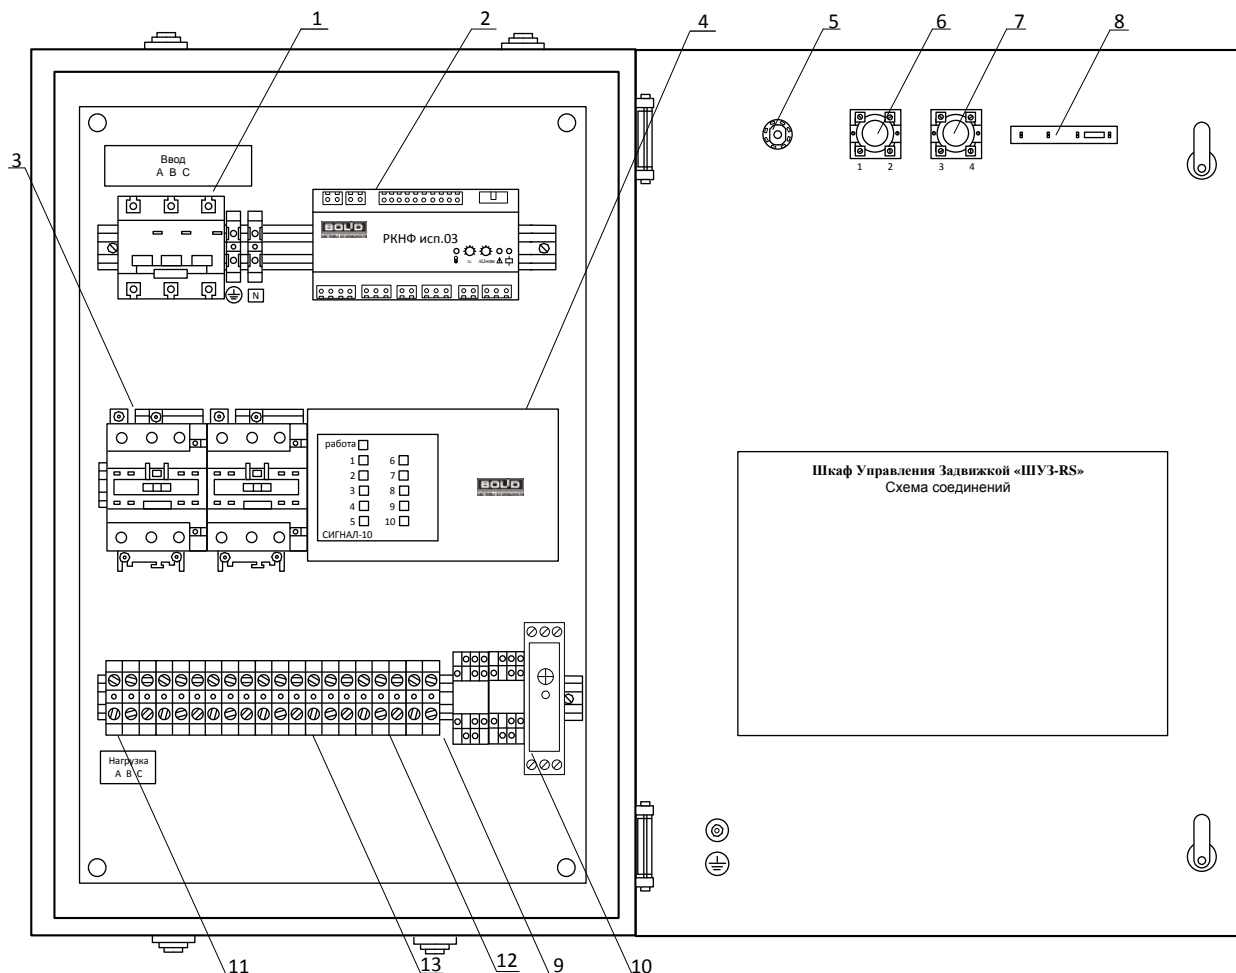 1
2
4
5
6
7
8
3
Ввод
A B C
1 2
3 4
BOLID
РКНФ исп.03
N
работа
1 6
2 7
3 8
4 9
5 10
СИГНАЛ-10
BOLID
Шкаф Управления Задвижкой «ШУЗ-RS»
Схема соединений
Нагрузка
A B C
11
13
12
9
10